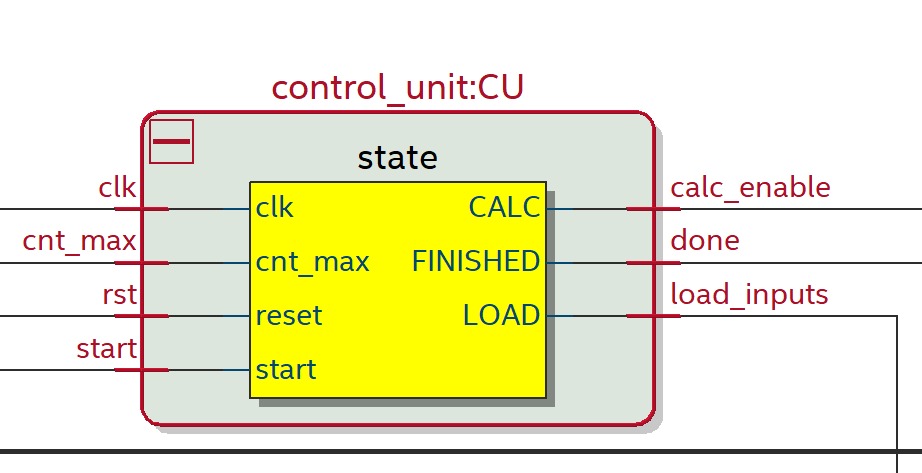 control_unit:CU
state
clk
clk
CALC
calc_enable
cnt_max
cnt_max
FINISHED
done
rst
reset
LOAD
load_inputs
start
start